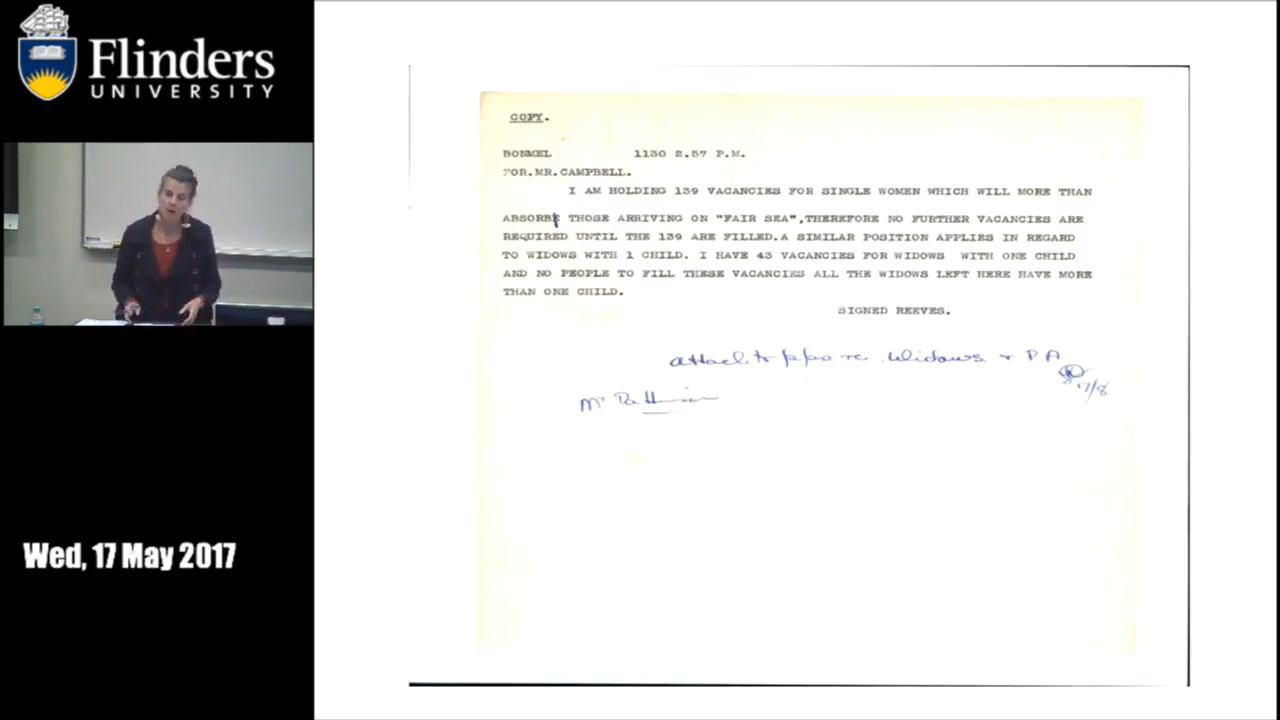 Flinders
UNIVERSITY
Wed, 17 May 2017
COPY.
BONMEL 1130 2.57 P.M.
FOR.MR.CAMPBELL.
I AM HOLDING 139 VACANCIES FOR SINGLE WOMEN WHICH WILL MORE THAN
ABSORB THOSE ARRIVING ON "FAIR SEA",THEREFORE NO FURTHER VACANCIES ARE
REQUIRED UNTIL THE 139 ARE FILLED.A SIMILAR POSITION APPLIES IN REGARD
TO WIDOWS WITH 1 CHILD. I HAVE 43 VACANCIES FOR WIDOWS WITH ONE CHILD
AND NO PEOPLE TO FILL THESE VACANCIES ALL THE WIDOWS LEFT HERE HAVE MORE
THAN ONE CHILD.
SIGNED REEVES.
attach to pps re widows + P A
17/8
Mr